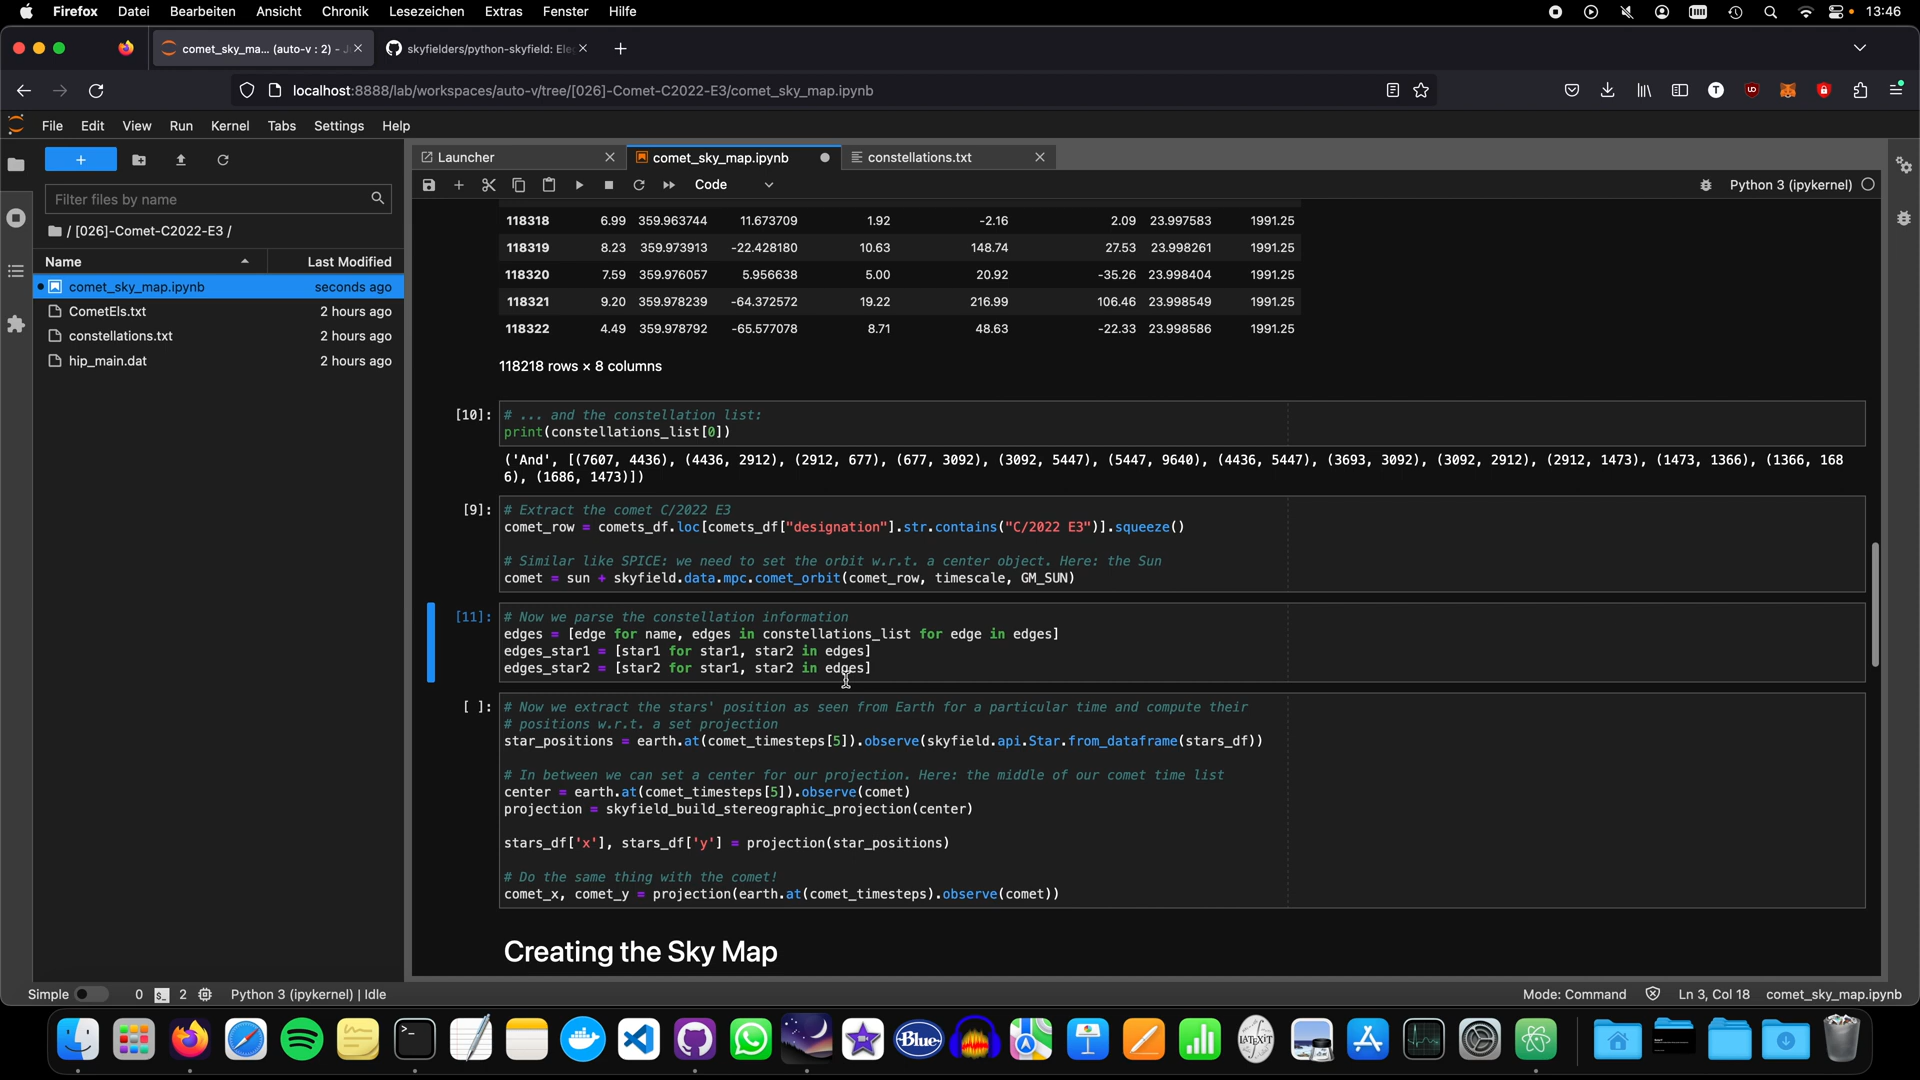 Firefox Datei Bearbeiten Ansicht Chronik Lesezeichen Extras Fenster Hilfe 13:46
comet_sky_ma... (auto-v : 2) - J
skyfielders/python-skyfield: Ele
localhost:8888/lab/workspaces/auto-v/tree/[026]-Comet-C2022-E3/comet_sky_map.ipynb
File Edit View Run Kernel Tabs Settings Help
Launcher comet_sky_map.ipynb constellations.txt
Code Python 3 (ipykernel)
Filter files by name
/ [026]-Comet-C2022-E3 /
Name Last Modified
comet_sky_map.ipynb seconds ago
CometEls.txt 2 hours ago
constellations.txt 2 hours ago
hip_main.dat 2 hours ago
118318 6.99 359.963744 11.673709 1.92 -2.16 2.09 23.997583 1991.25
118319 8.23 359.973913 -22.428180 10.63 148.74 27.53 23.998261 1991.25
118320 7.59 359.976057 5.956638 5.00 20.92 -35.26 23.998404 1991.25
118321 9.20 359.978239 -64.372572 19.22 216.99 106.46 23.998549 1991.25
118322 4.49 359.978792 -65.577078 8.71 48.63 -22.33 23.998586 1991.25
118218 rows × 8 columns
[10]: # ... and the constellation list:
print(constellations_list[0])
('And', [(7607, 4436), (4436, 2912), (2912, 677), (677, 3092), (3092, 5447), (5447, 9640), (4436, 5447), (3693, 3092), (3092, 2912), (2912, 1473), (1473, 1366), (1366, 168
6), (1686, 1473)])
[9]: # Extract the comet C/2022 E3
comet_row = comets_df.loc[comets_df["designation"].str.contains("C/2022 E3")].squeeze()
# Similar like SPICE: we need to set the orbit w.r.t. a center object. Here: the Sun
comet = sun + skyfield.data.mpc.comet_orbit(comet_row, timescale, GM_SUN)
[11]: # Now we parse the constellation information
edges = [edge for name, edges in constellations_list for edge in edges]
edges_star1 = [star1 for star1, star2 in edges]
edges_star2 = [star2 for star1, star2 in edges]
[ ]: # Now we extract the stars' position as seen from Earth for a particular time and compute their
# positions w.r.t. a set projection
star_positions = earth.at(comet_timesteps[5]).observe(skyfield.api.Star.from_dataframe(stars_df))
# In between we can set a center for our projection. Here: the middle of our comet time list
center = earth.at(comet_timesteps[5]).observe(comet)
projection = skyfield_build_stereographic_projection(center)
stars_df['x'], stars_df['y'] = projection(star_positions)
# Do the same thing with the comet!
comet_x, comet_y = projection(earth.at(comet_timesteps).observe(comet))
Creating the Sky Map
Simple 0 2 Python 3 (ipykernel) | Idle Mode: Command Ln 3, Col 18 comet_sky_map.ipynb
Blue
LATEXIT